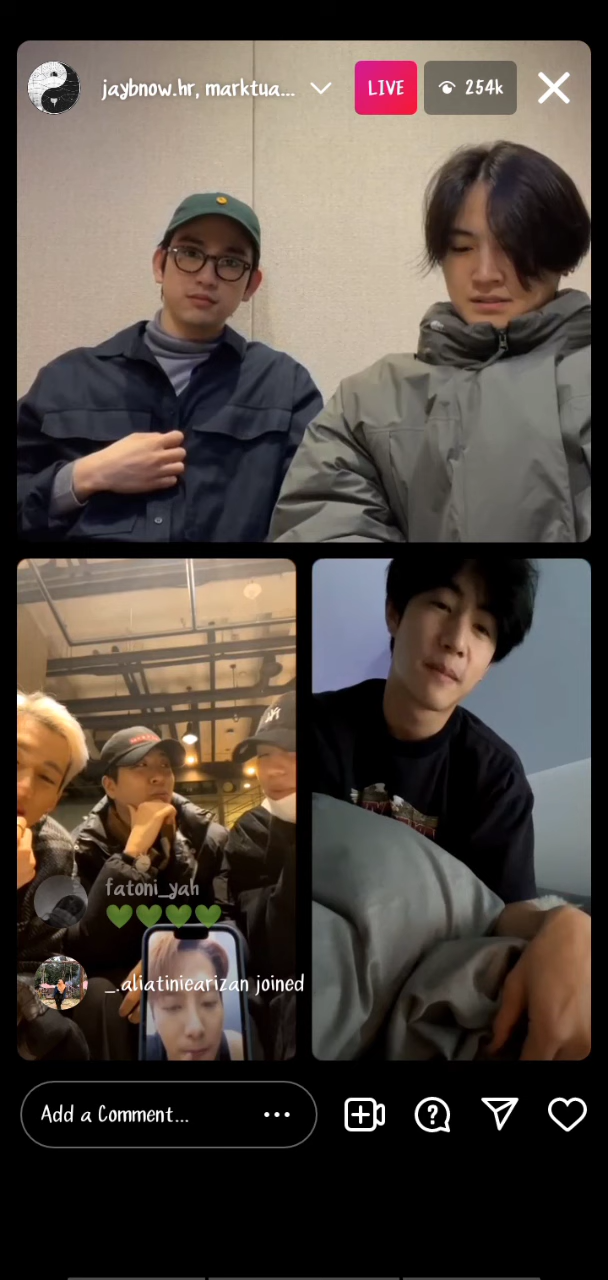 jaybnow.hr, marktua...
LIVE
254k
fatoni_yah
💚💚💚💚
_.aliatiniearizan joined
Add a Comment...